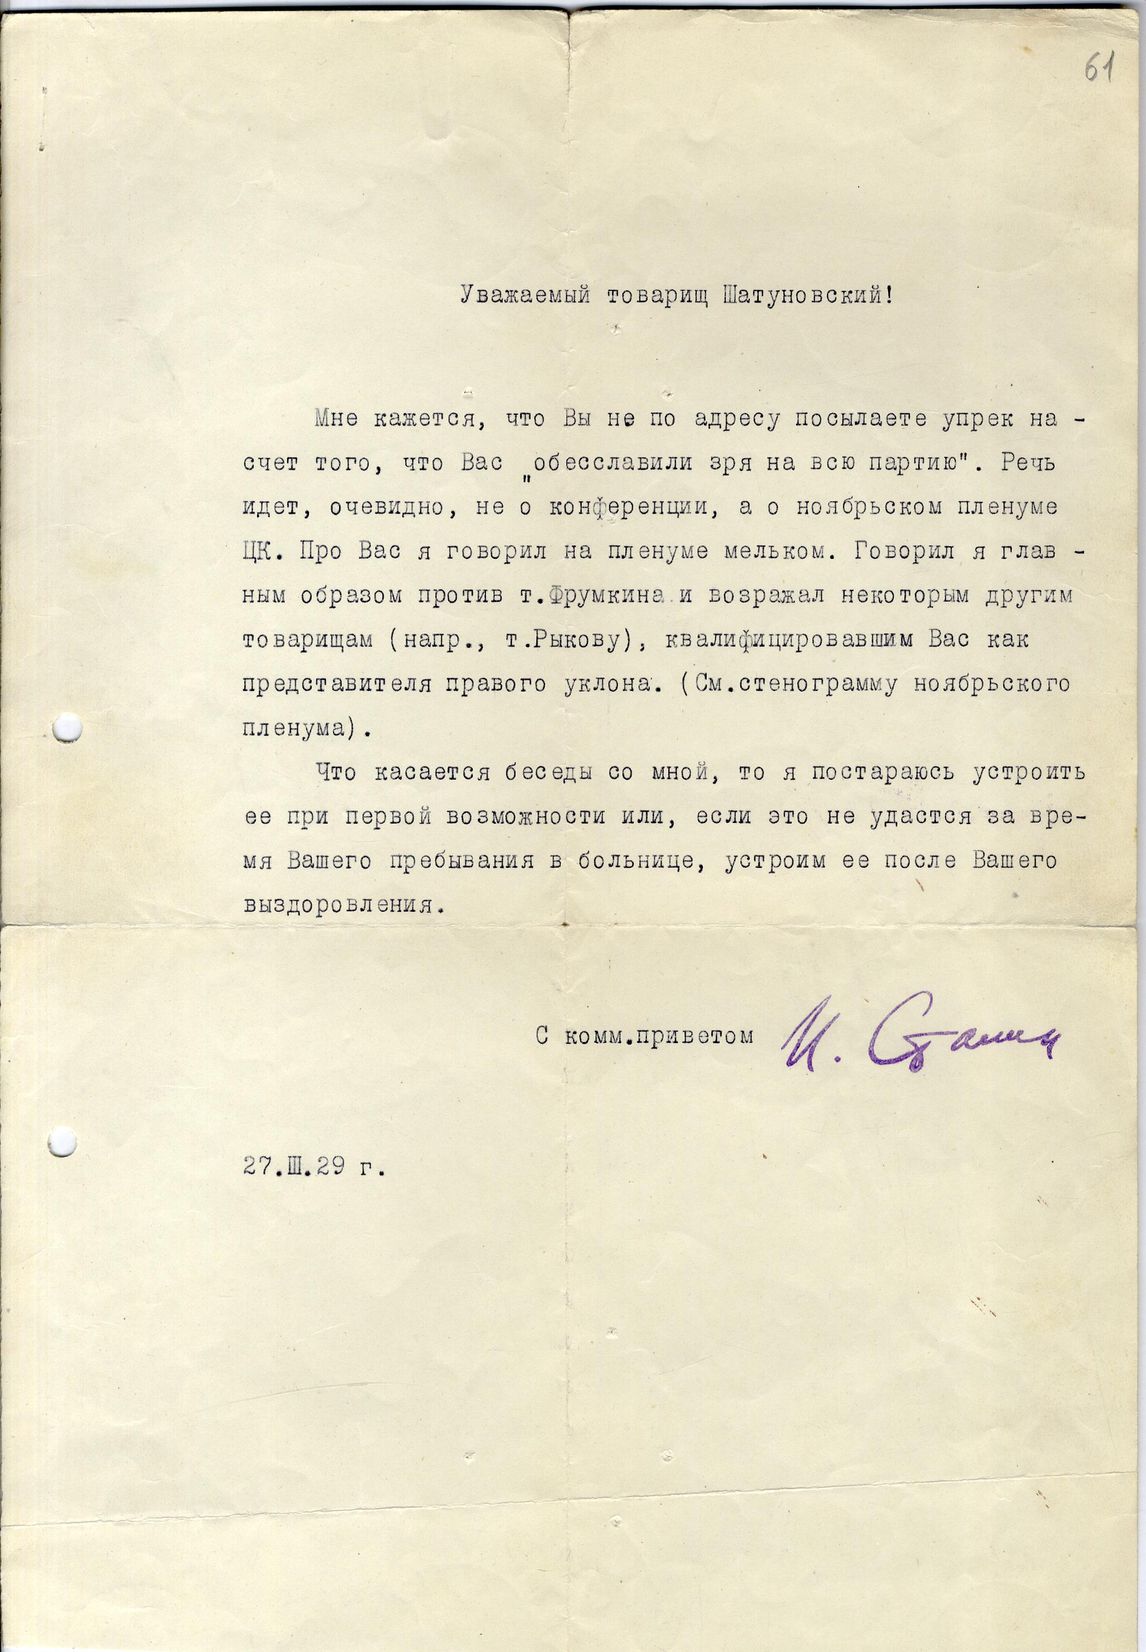 61
Уважаемый товарищ Шатуновский!
Мне кажется, что Вы не по адресу посылаете упрек на -
счет того, что Вас „обесславили зря на всю партию". Речь
идет, очевидно, не о конференции, а о ноябрьском пленуме
ЦК. Про Вас я говорил на пленуме мельком. Говорил я глав -
ным образом против т.Фрумкина и возражал некоторым другим
товарищам (напр., т.Рыкову), квалифицировавшим Вас как
представителя правого уклона. (См.стенограмму ноябрьского
пленума).
Что касается беседы со мной, то я постараюсь устроить
ее при первой возможности или, если это не удастся за вре-
мя Вашего пребывания в больнице, устроим ее после Вашего
выздоровления.
С комм.приветом И. Сталин
27.III.29 г.